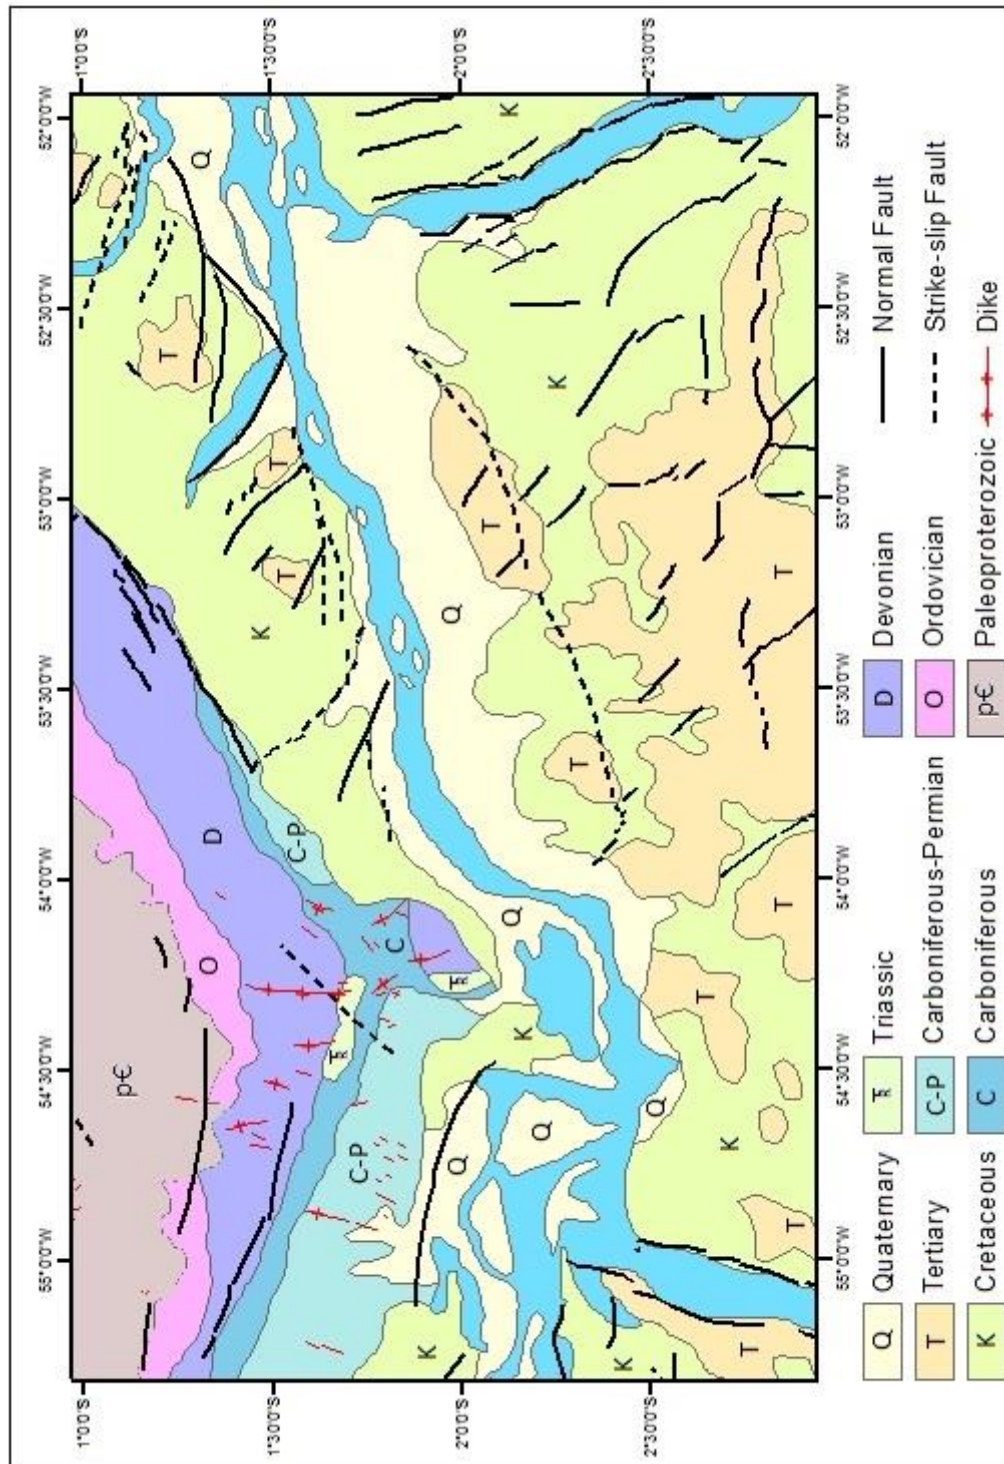 55°0'0"W 54°30'0"W 54°0'0"W 53°30'0"W 53°0'0"W 52°30'0"W 52°0'0"W
1°0'0"S 1°0'0"S
pЄ
T
Q
O D
K
1°30'0"S 1°30'0"S
T
T
C-P
TR
C-P
C
K
Q TR Q
2°0'0"S 2°0'0"S
T
K
Q
K
Q
K
T
K
2°30'0"S 2°30'0"S
Q
T
K
T
T T
T
Q Quaternary
T Tertiary
K Cretaceous
TR Triassic
C-P Carboniferous-Permian
C Carboniferous
D Devonian
O Ordovician
pЄ Paleoproterozoic
Normal Fault
Strike-slip Fault
Dike